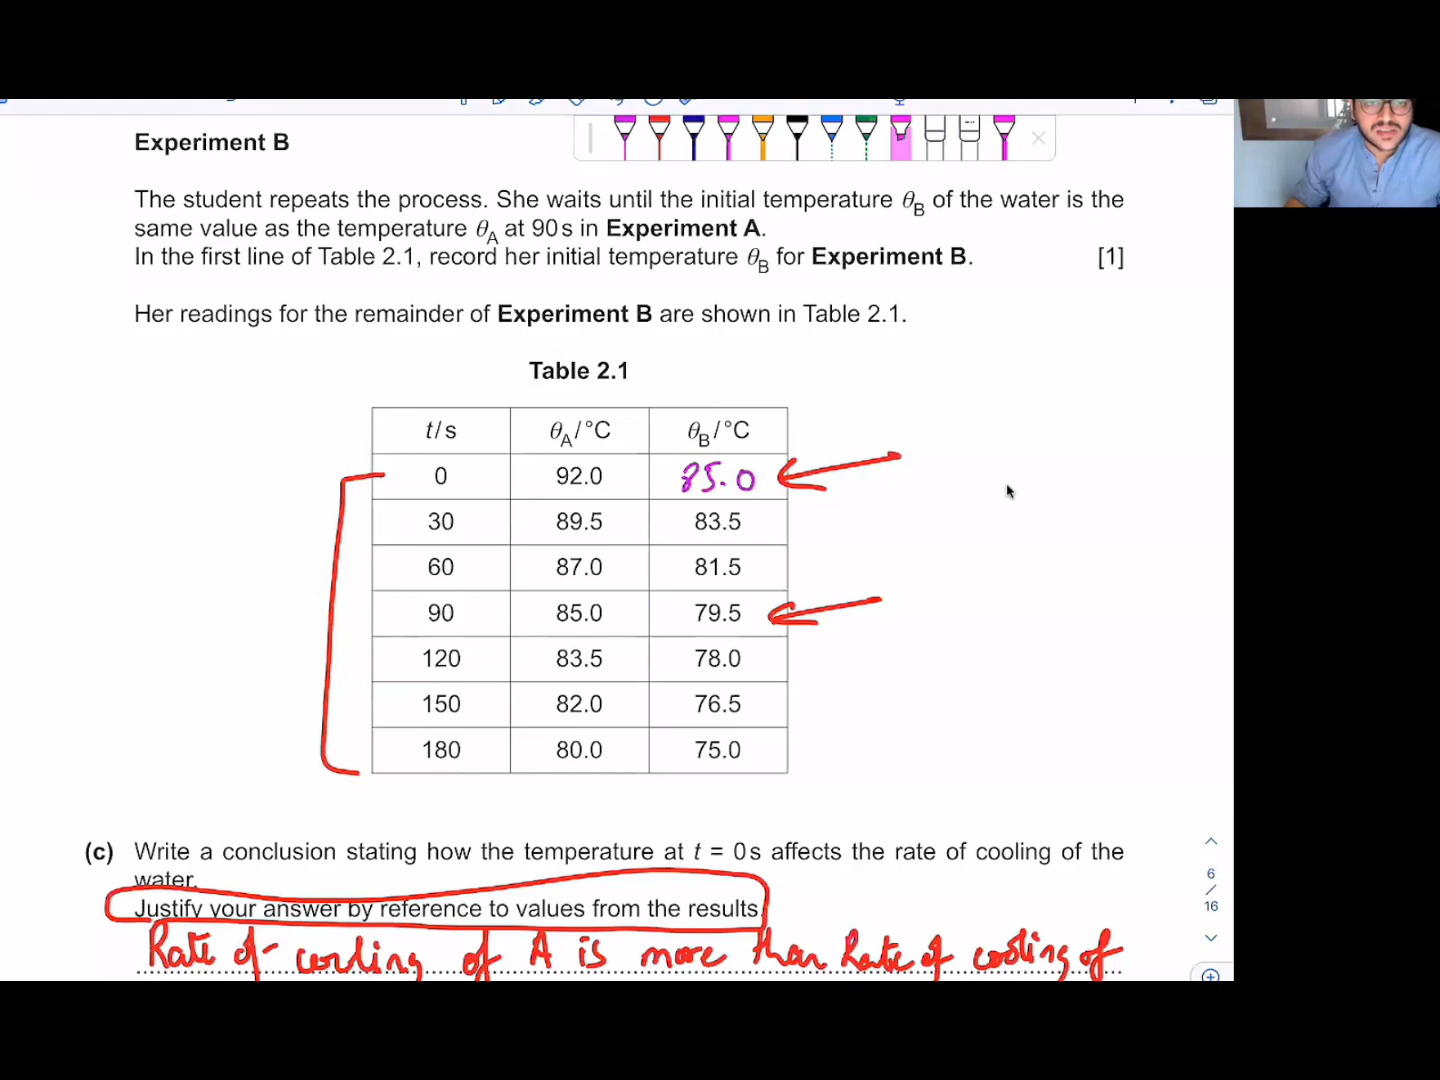 Experiment B
The student repeats the process. She waits until the initial temperature θB of the water is the
same value as the temperature θA at 90 s in Experiment A.
In the first line of Table 2.1, record her initial temperature θB for Experiment B. [1]
Her readings for the remainder of Experiment B are shown in Table 2.1.
Table 2.1
t/s θA/°C θB/°C
0 92.0 85.0
30 89.5 83.5
60 87.0 81.5
90 85.0 79.5
120 83.5 78.0
150 82.0 76.5
180 80.0 75.0
(c) Write a conclusion stating how the temperature at t = 0 s affects the rate of cooling of the
water.
Justify your answer by reference to values from the results
Rate of cooling of A is more than Rate of cooling of
6
/
16